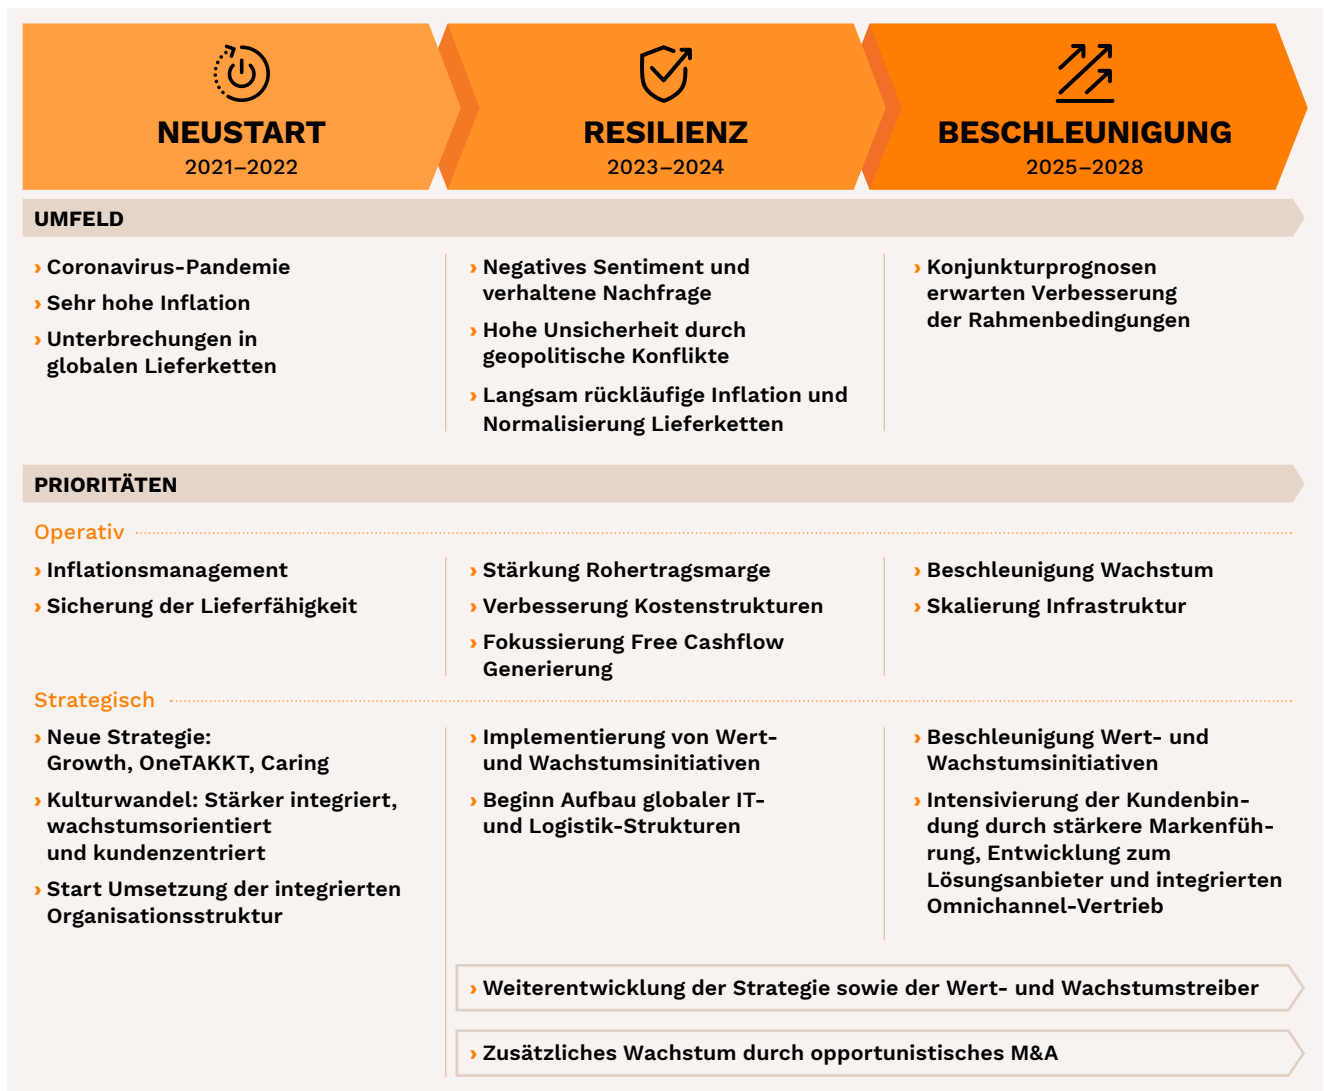 NEUSTART
2021–2022
RESILIENZ
2023–2024
BESCHLEUNIGUNG
2025–2028
UMFELD
› Coronavirus-Pandemie
› Sehr hohe Inflation
› Unterbrechungen in
globalen Lieferketten
› Negatives Sentiment und
verhaltene Nachfrage
› Hohe Unsicherheit durch
geopolitische Konflikte
› Langsam rückläufige Inflation und
Normalisierung Lieferketten
› Konjunkturprognosen
erwarten Verbesserung
der Rahmenbedingungen
PRIORITÄTEN
Operativ
› Inflationsmanagement
› Sicherung der Lieferfähigkeit
› Stärkung Rohertragsmarge
› Verbesserung Kostenstrukturen
› Fokussierung Free Cashflow
Generierung
› Beschleunigung Wachstum
› Skalierung Infrastruktur
Strategisch
› Neue Strategie:
Growth, OneTAKKT, Caring
› Kulturwandel: Stärker integriert,
wachstumsorientiert
und kundenzentriert
› Start Umsetzung der integrierten
Organisationsstruktur
› Implementierung von Wert-
und Wachstumsinitiativen
› Beginn Aufbau globaler IT-
und Logistik-Strukturen
› Beschleunigung Wert- und
Wachstumsinitiativen
› Intensivierung der Kundenbin-
dung durch stärkere Markenfüh-
rung, Entwicklung zum
Lösungsanbieter und integrierten
Omnichannel-Vertrieb
› Weiterentwicklung der Strategie sowie der Wert- und Wachstumstreiber
› Zusätzliches Wachstum durch opportunistisches M&A